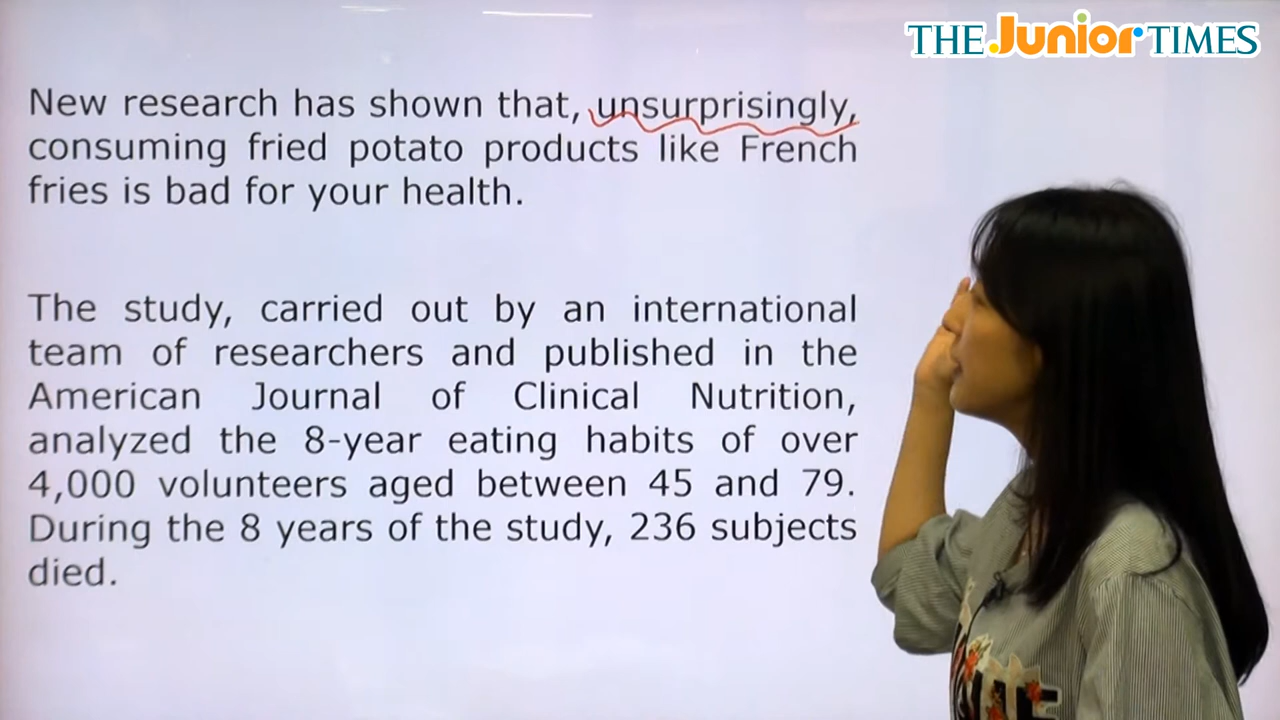 THE Junior TIMES
New research has shown that, unsurprisingly,
consuming fried potato products like French
fries is bad for your health.
The study, carried out by an international
team of researchers and published in the
American Journal of Clinical Nutrition,
analyzed the 8-year eating habits of over
4,000 volunteers aged between 45 and 79.
During the 8 years of the study, 236 subjects
died.